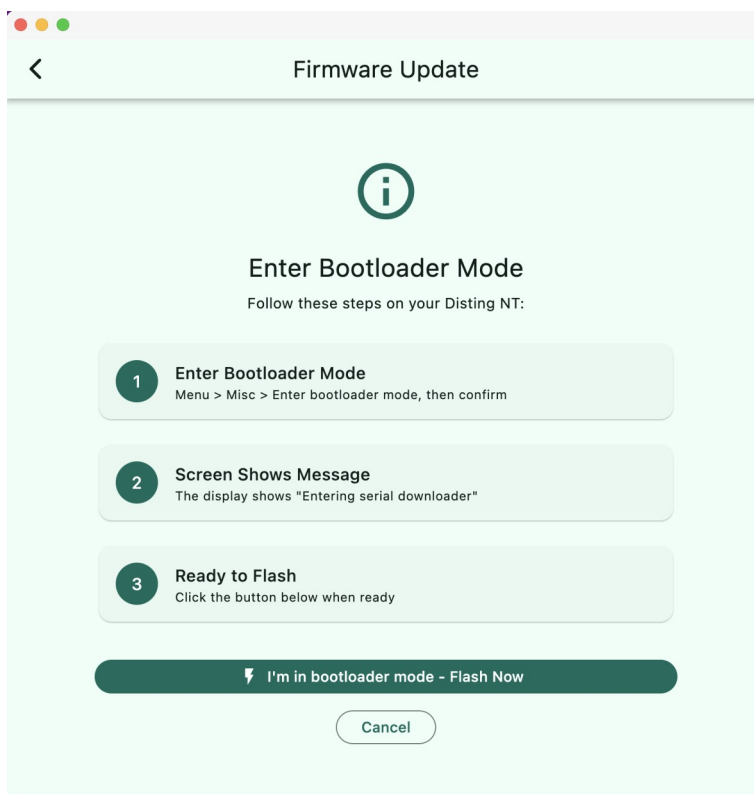 Firmware Update
Enter Bootloader Mode
Follow these steps on your Disting NT:
1
Enter Bootloader Mode
Menu > Misc > Enter bootloader mode, then confirm
2
Screen Shows Message
The display shows "Entering serial downloader"
3
Ready to Flash
Click the button below when ready
I'm in bootloader mode - Flash Now
Cancel